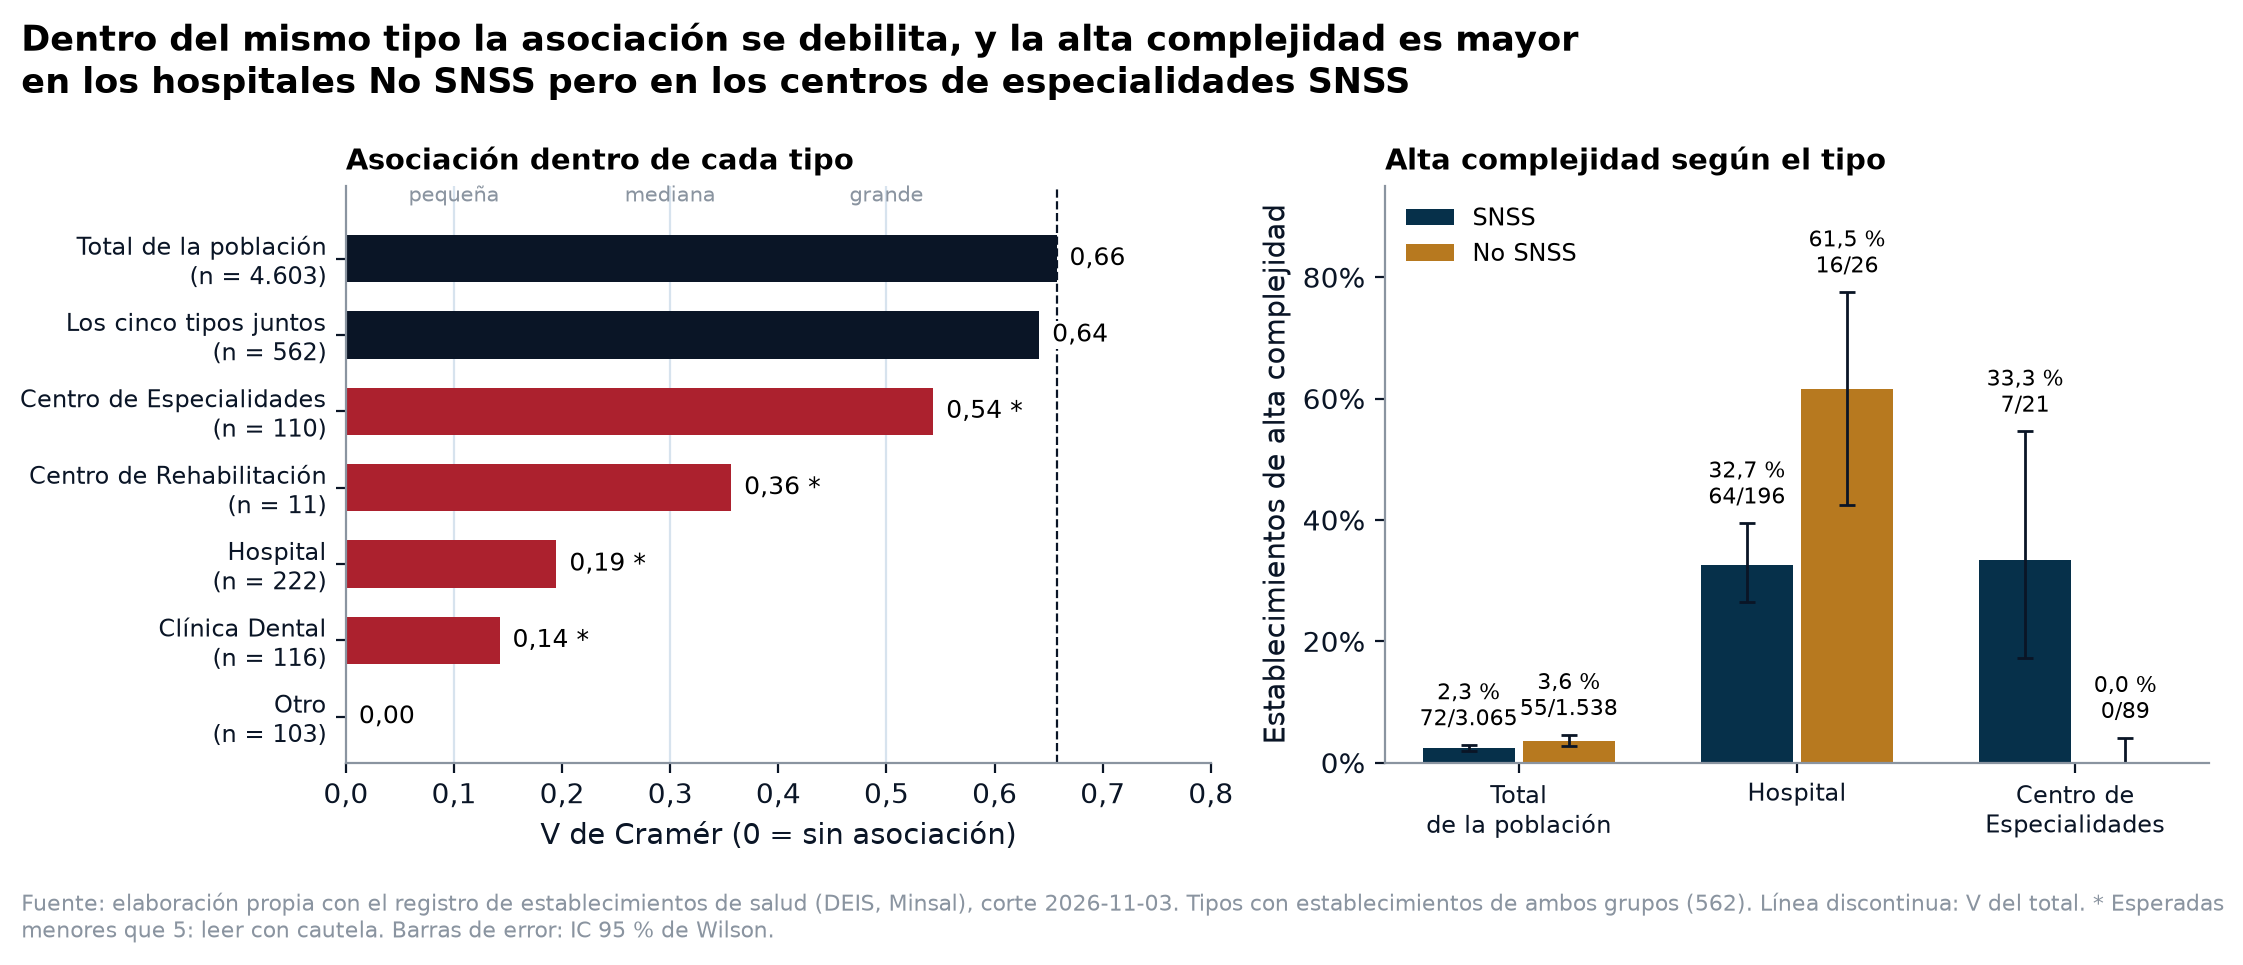 Dentro del mismo tipo la asociación se debilita, y la alta complejidad es mayor
en los hospitales No SNSS pero en los centros de especialidades SNSS
Asociación dentro de cada tipo
pequeña mediana grande
Total de la población
(n = 4.603)
0,66
Los cinco tipos juntos
(n = 562)
0,64
Centro de Especialidades
(n = 110)
0,54 *
Centro de Rehabilitación
(n = 11)
0,36 *
Hospital
(n = 222)
0,19 *
Clínica Dental
(n = 116)
0,14 *
Otro
(n = 103)
0,00
0,0 0,1 0,2 0,3 0,4 0,5 0,6 0,7 0,8
V de Cramér (0 = sin asociación)
Alta complejidad según el tipo
Establecimientos de alta complejidad
SNSS
No SNSS
80%
60%
40%
20%
0%
2,3 %
72/3.065
3,6 %
55/1.538
32,7 %
64/196
61,5 %
16/26
33,3 %
7/21
0,0 %
0/89
Total
de la población
Hospital
Centro de
Especialidades
Fuente: elaboración propia con el registro de establecimientos de salud (DEIS, Minsal), corte 2026-11-03. Tipos con establecimientos de ambos grupos (562). Línea discontinua: V del total. * Esperadas
menores que 5: leer con cautela. Barras de error: IC 95 % de Wilson.